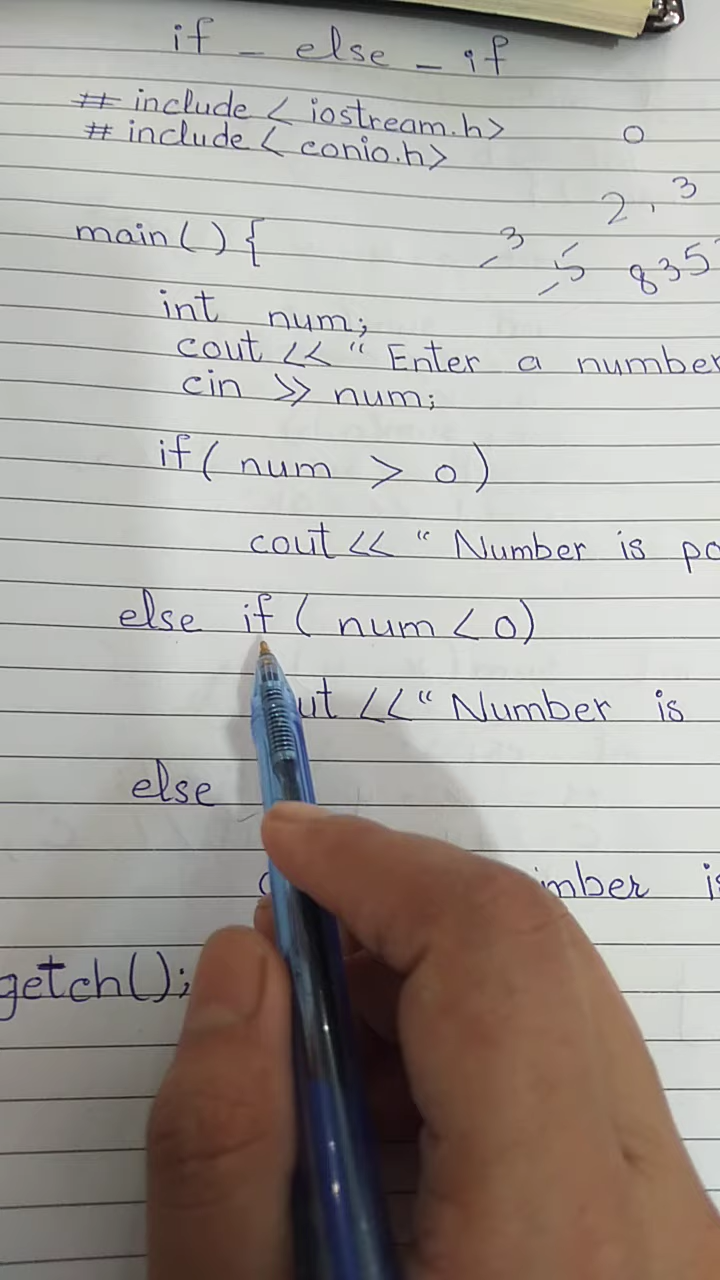 if - else - if
# include < iostream.h>
# include < conio.h>
0
2, 3
main() {
-3
-5
835
int num;
cout << " Enter a number
cin >> num;
if( num > 0)
cout << " Number is po
else if ( num < 0)
ut << " Number is
else
mber is
getch();